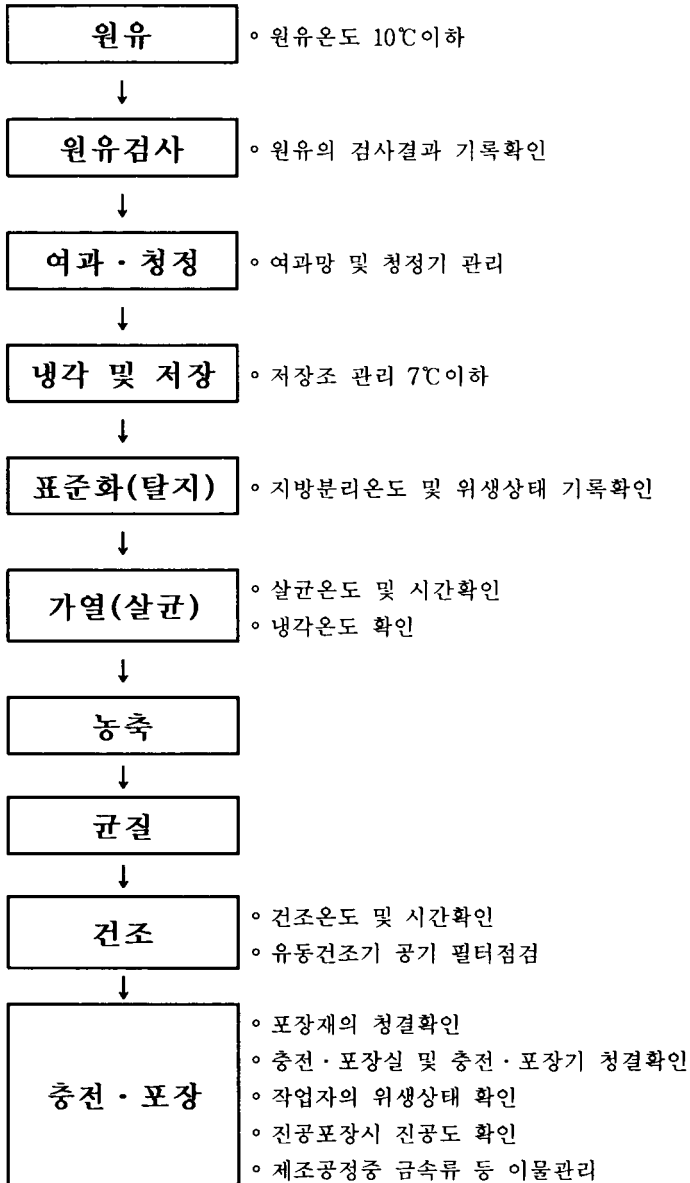 원유
◦ 원유온도 10℃이하
↓
원유검사
◦ 원유의 검사결과 기록확인
↓
여과 · 청정
◦ 여과망 및 청정기 관리
↓
냉각 및 저장
◦ 저장조 관리 7℃이하
↓
표준화(탈지)
◦ 지방분리온도 및 위생상태 기록확인
↓
가열(살균)
◦ 살균온도 및 시간확인
◦ 냉각온도 확인
↓
농축
↓
균질
↓
건조
◦ 건조온도 및 시간확인
◦ 유동건조기 공기 필터점검
↓
충전 · 포장
◦ 포장재의 청결확인
◦ 충전 · 포장실 및 충전 · 포장기 청결확인
◦ 작업자의 위생상태 확인
◦ 진공포장시 진공도 확인
◦ 제조공정중 금속류 등 이물관리